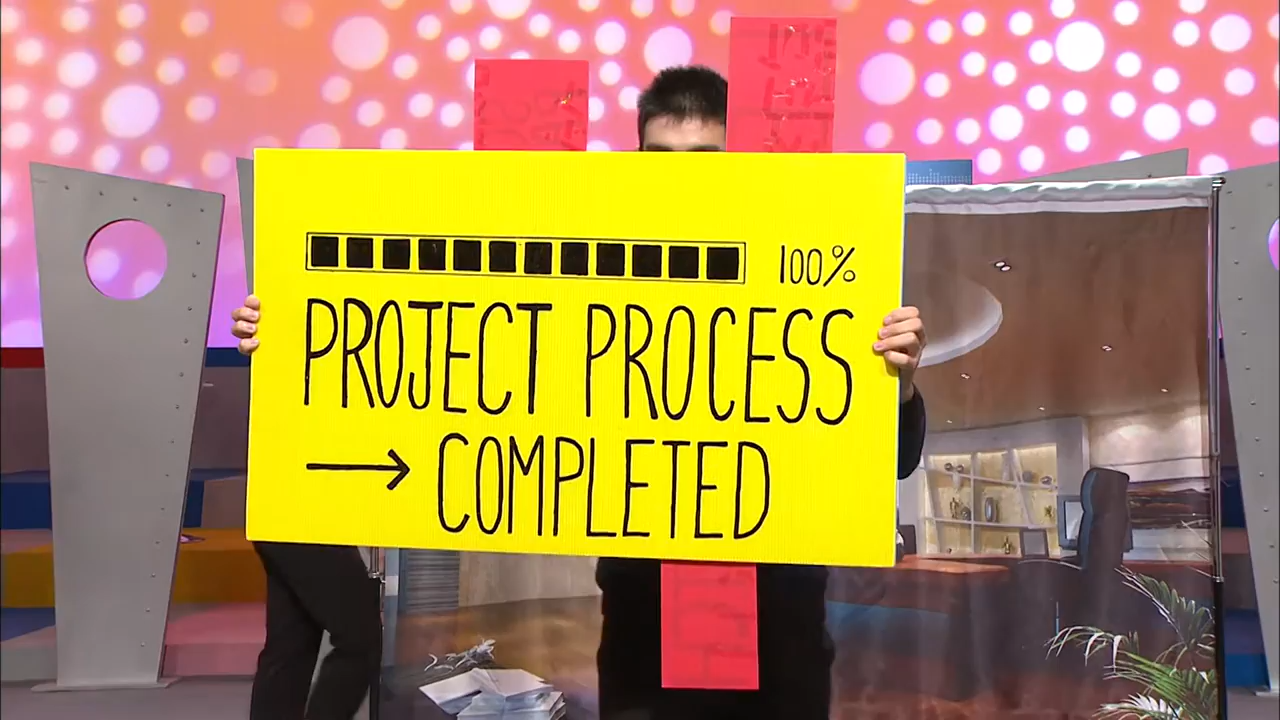 100%
PROJECT PROCESS
→ COMPLETED